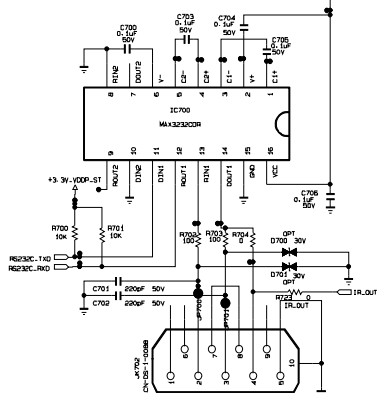 C700
0.1uF
50V
C703
0.1uF
50V
C704
0.1uF
50V
C705
0.1uF
50V
RIN2
DOUT2
V-
C2-
C2+
C1-
V+
C1+
8
7
6
5
4
3
2
1
IC700
MAX3232CDR
9
10
11
12
13
14
15
16
ROUT2
DIN2
DIN1
ROUT1
RIN1
DOUT1
GND
VCC
+3.3V_VDDP_ST
R700
10K
R701
10K
RS232C_TXD
RS232C_RXD
R702
100
R703
100
R704
0
C706
0.1uF
50V
OPT
D700 30V
OPT
D701 30V
C701 220pF 50V
C702 220pF 50V
JP700
JP701
R723 0
IR_OUT
IR_OUT
JK702
6
7
8
9
1
2
3
4
5
10